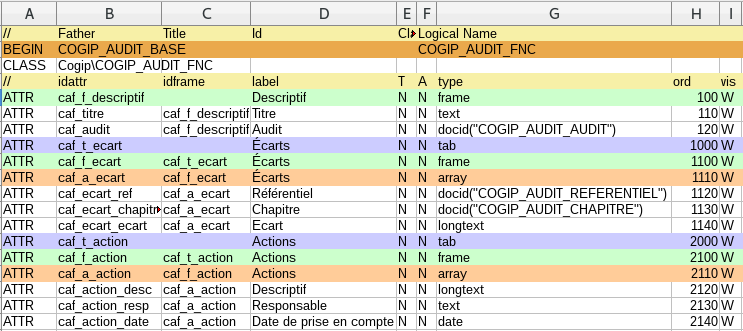 A B C D E F G H I
// Father Title Id Cl Logical Name
BEGIN COGIP_AUDIT_BASE COGIP_AUDIT_FNC
CLASS Cogip\COGIP_AUDIT_FNC
// idattr idframe label T A type ord vis
ATTR caf_f_descriptif Descriptif N N frame 100 W
ATTR caf_titre caf_f_descriptif Titre N N text 110 W
ATTR caf_audit caf_f_descriptif Audit N N docid("COGIP_AUDIT_AUDIT") 120 W
ATTR caf_t_ecart Écarts N N tab 1000 W
ATTR caf_f_ecart caf_t_ecart Écarts N N frame 1100 W
ATTR caf_a_ecart caf_f_ecart Écarts N N array 1110 W
ATTR caf_ecart_ref caf_a_ecart Référentiel N N docid("COGIP_AUDIT_REFERENTIEL") 1120 W
ATTR caf_ecart_chapitr caf_a_ecart Chapitre N N docid("COGIP_AUDIT_CHAPITRE") 1130 W
ATTR caf_ecart_ecart caf_a_ecart Ecart N N longtext 1140 W
ATTR caf_t_action Actions N N tab 2000 W
ATTR caf_f_action caf_t_action Actions N N frame 2100 W
ATTR caf_a_action caf_f_action Actions N N array 2110 W
ATTR caf_action_desc caf_a_action Descriptif N N longtext 2120 W
ATTR caf_action_resp caf_a_action Responsable N N text 2130 W
ATTR caf_action_date caf_a_action Date de prise en compte N N date 2140 W